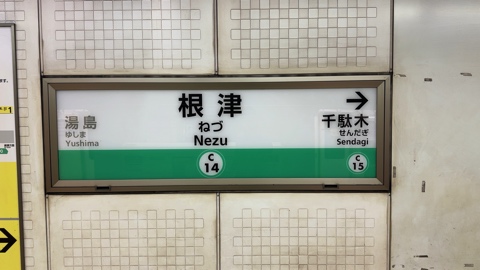 根津
ねづ
Nezu
C
14
湯島
ゆしま
Yushima
→
千駄木
せんだぎ
Sendagi
C
15
→